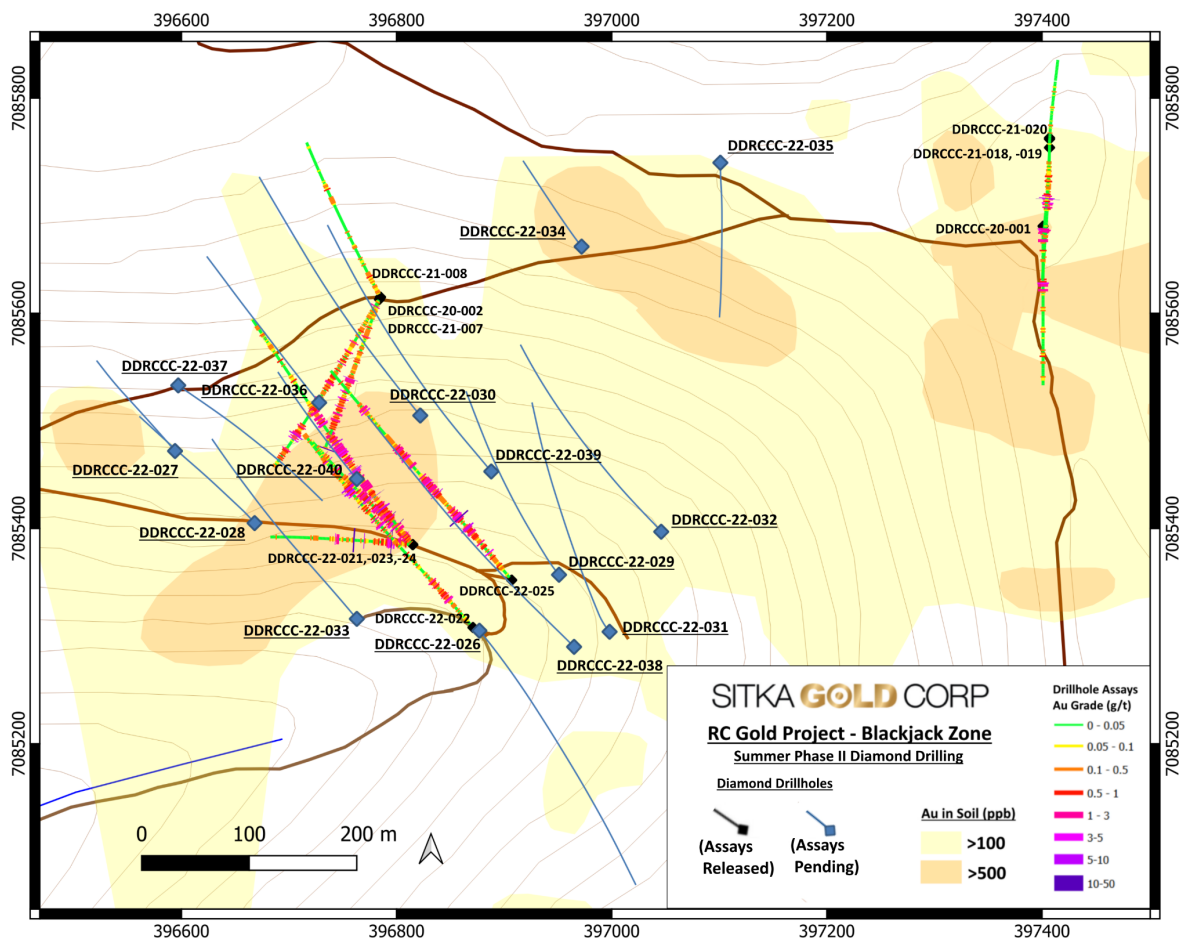 396600
396800
397000
397200
397400
7085800
7085600
7085400
7085200
7085800
7085600
7085400
7085200
DDRCCC-21-020
DDRCCC-21-018, -019
DDRCCC-20-001
DDRCCC-22-035
DDRCCC-22-034
DDRCCC-21-008
DDRCCC-20-002
DDRCCC-21-007
DDRCCC-22-037
DDRCCC-22-036
DDRCCC-22-030
DDRCCC-22-039
DDRCCC-22-027
DDRCCC-22-040
DDRCCC-22-028
DDRCCC-22-032
DDRCCC-22-021,-023,-24
DDRCCC-22-029
DDRCCC-22-025
DDRCCC-22-033
DDRCCC-22-022
DDRCCC-22-026
DDRCCC-22-031
DDRCCC-22-038
0 100 200 m
SITKA GOLD CORP
RC Gold Project - Blackjack Zone
Summer Phase II Diamond Drilling
Diamond Drillholes
(Assays
Released)
(Assays
Pending)
Au in Soil (ppb)
>100
>500
Drillhole Assays
Au Grade (g/t)
0 - 0.05
0.05 - 0.1
0.1 - 0.5
0.5 - 1
1 - 3
3-5
5-10
10-50
396600
396800
397000
397200
397400